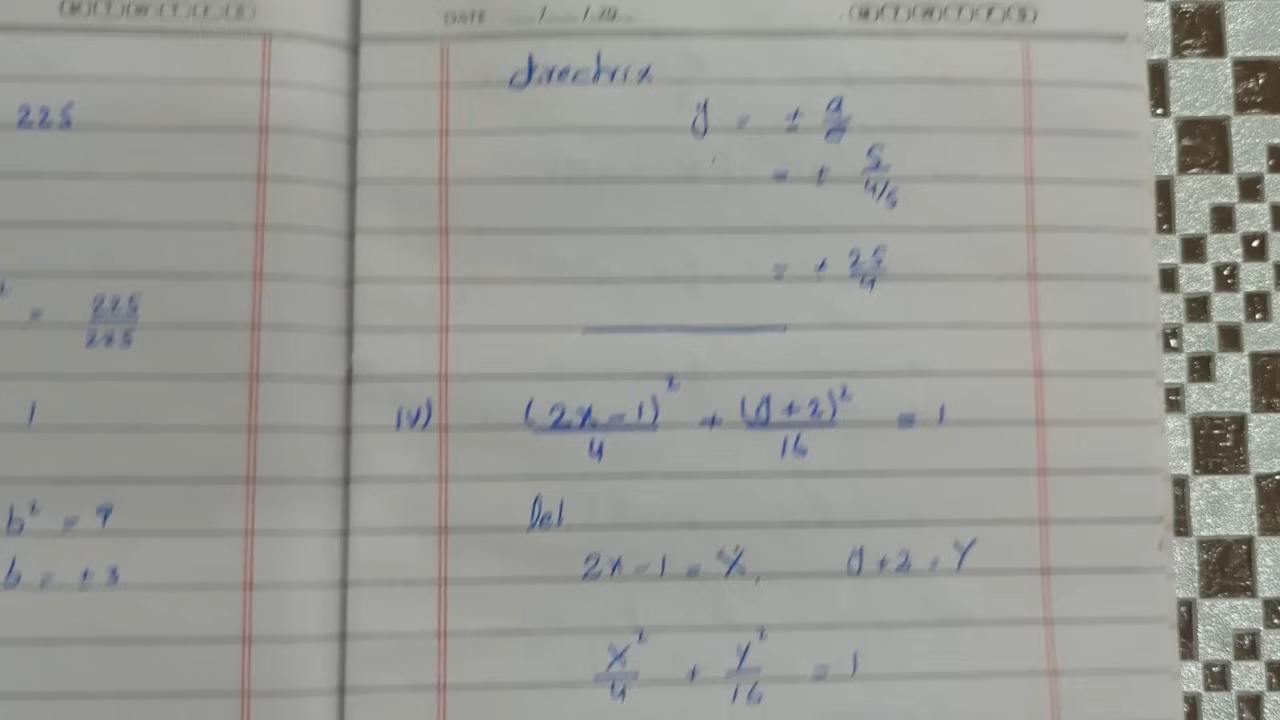 225
= 225/225
1
b² = 9
b = ±3
DATE / /20
directrix
y = ± a/e
= ± 5/4/5
= ± 25/4
iv) (2x-1)²/4 + (y+2)²/16 = 1
Let
2x-1 = X, y+2 = Y
X²/4 + Y²/16 = 1